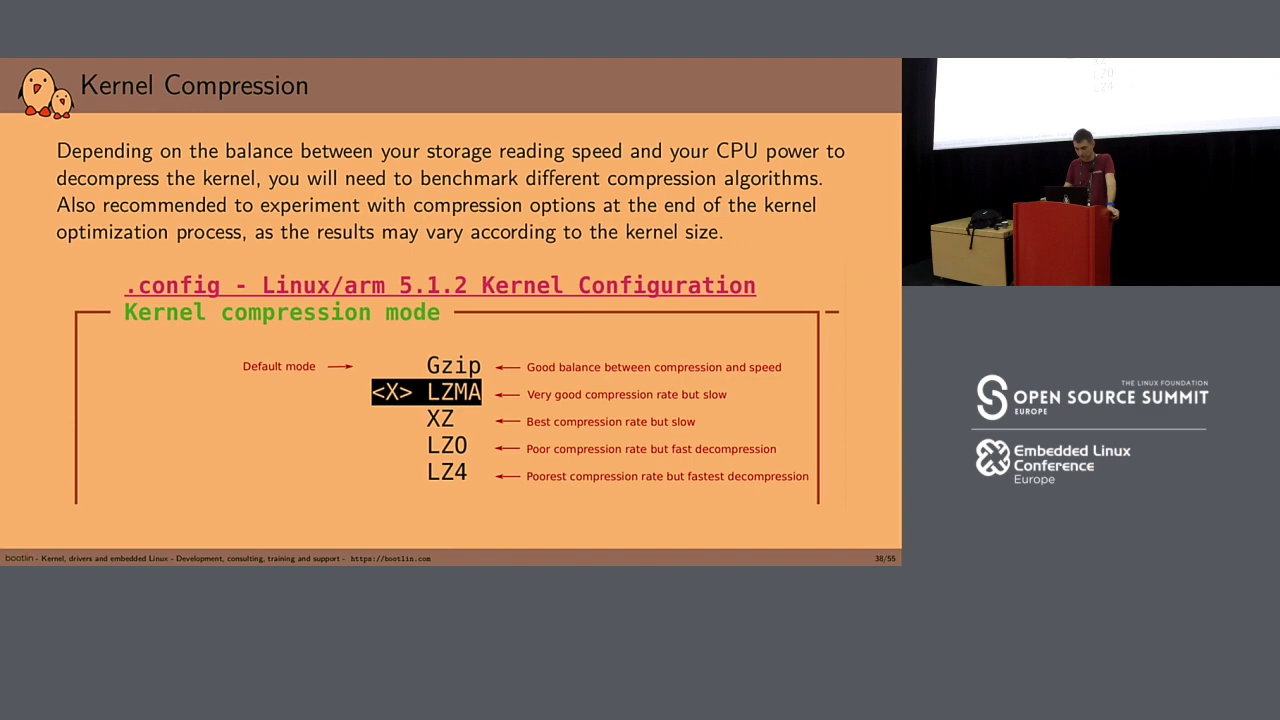 Kernel Compression
Depending on the balance between your storage reading speed and your CPU power to
decompress the kernel, you will need to benchmark different compression algorithms.
Also recommended to experiment with compression options at the end of the kernel
optimization process, as the results may vary according to the kernel size.
.config - Linux/arm 5.1.2 Kernel Configuration
Kernel compression mode
Default mode Gzip Good balance between compression and speed
<X> LZMA Very good compression rate but slow
XZ Best compression rate but slow
LZO Poor compression rate but fast decompression
LZ4 Poorest compression rate but fastest decompression
bootlin - Kernel, drivers and embedded Linux - Development, consulting, training and support - https://bootlin.com 38/55
XZ
LZO
LZ4
THE LINUX FOUNDATION
OPEN SOURCE SUMMIT
EUROPE
Embedded Linux
Conference
Europe